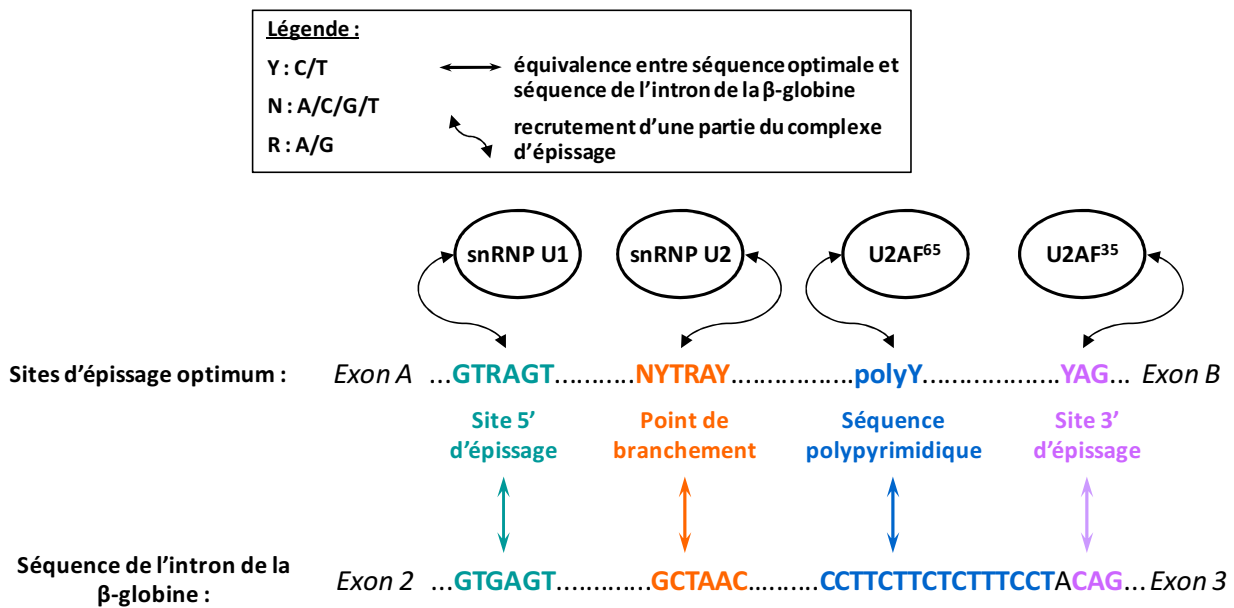 Légende :
Y : C/T
N : A/C/G/T
R : A/G
équivalence entre séquence optimale et
séquence de l'intron de la β-globine
recrutement d'une partie du complexe
d'épissage
snRNP U1 snRNP U2 U2AF⁶⁵ U2AF³⁵
Sites d'épissage optimum : Exon A ...GTRAGT..........NYTRAY.................polyY....................YAG... Exon B
Site 5' Point de Séquence Site 3'
d'épissage branchement polypyrimidique d'épissage
Séquence de l'intron de la
β-globine :
Exon 2 ...GTGAGT...............GCTAAC..........CCTTCTTCTCTTTCCTACAG...Exon 3